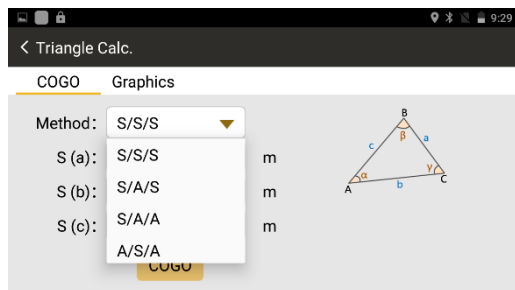 9:29
Triangle Calc.
COGO Graphics
Method: S/S/S
S (a): S/S/S m
S (b): S/A/S m
S (c): S/A/A m
A/S/A
COGO
B
β
c a
α γ
A b C